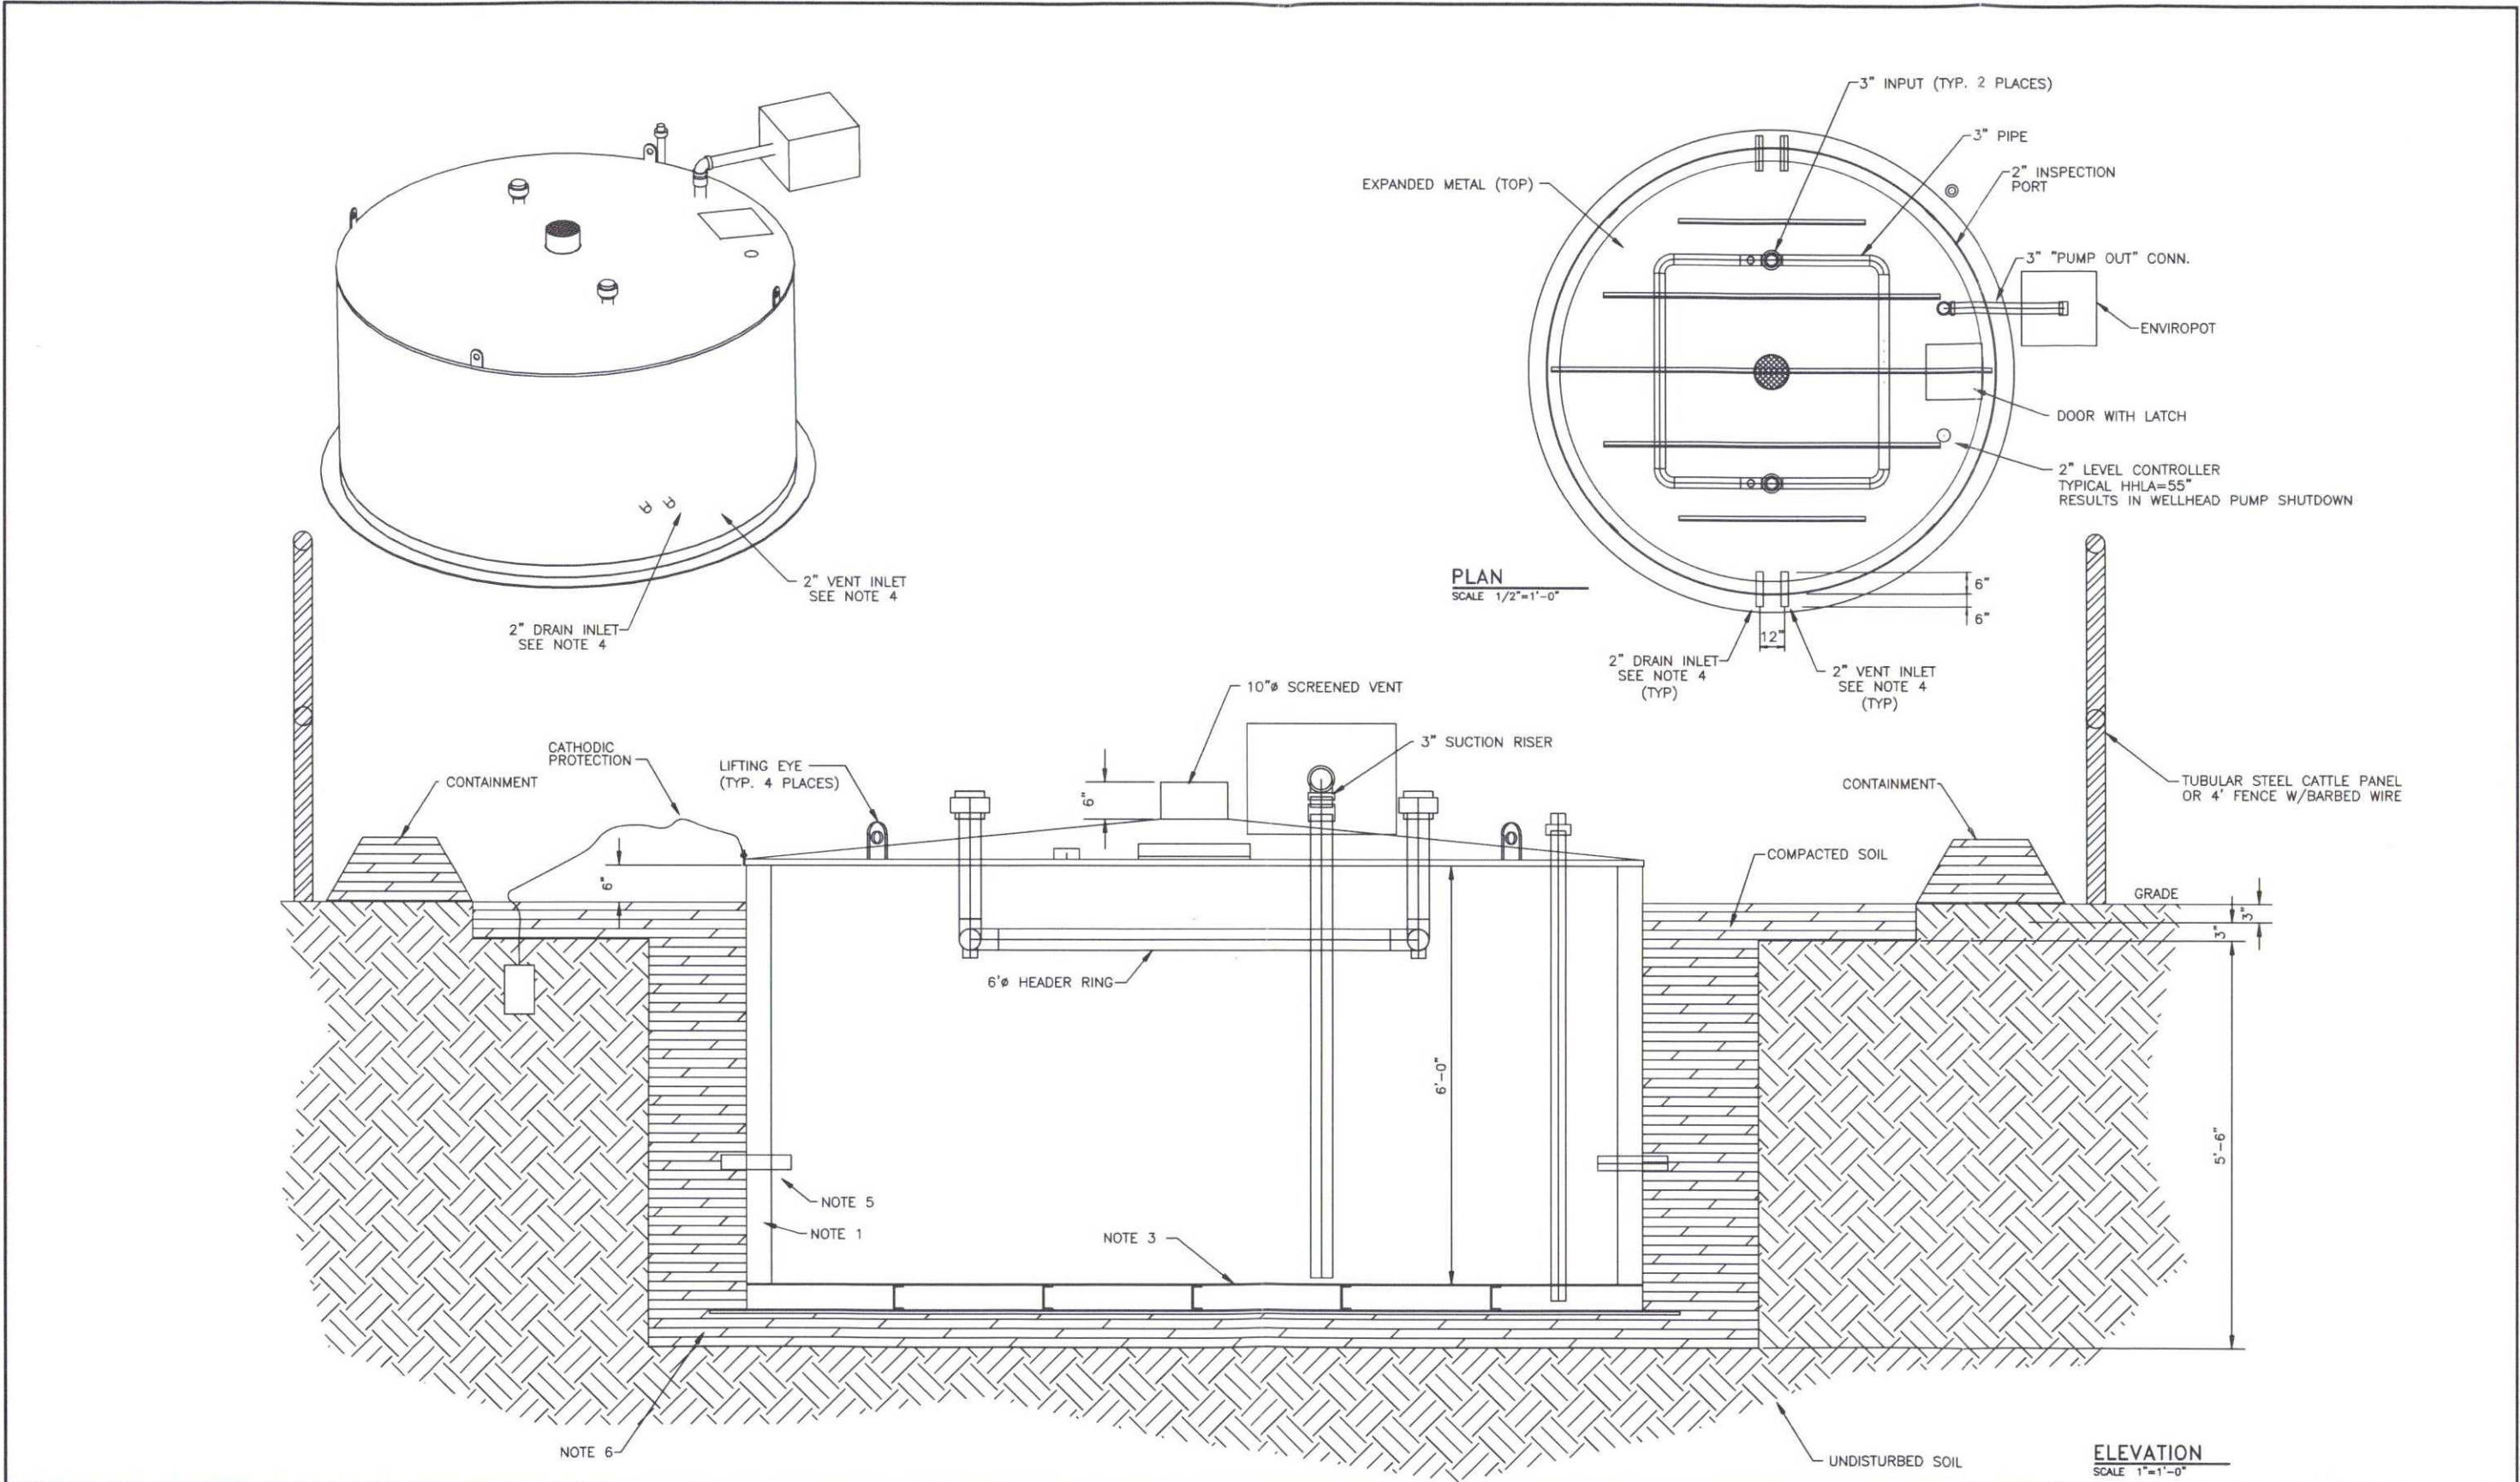 3" INPUT (TYP. 2 PLACES)
3" PIPE
2" INSPECTION
PORT
EXPANDED METAL (TOP)
3" "PUMP OUT" CONN.
ENVIROPOT
DOOR WITH LATCH
2" LEVEL CONTROLLER
TYPICAL HHLA=55"
RESULTS IN WELLHEAD PUMP SHUTDOWN
PLAN
SCALE 1/2"=1'-0"
6"
6"
12"
2" DRAIN INLET
SEE NOTE 4
(TYP)
2" VENT INLET
SEE NOTE 4
(TYP)
2" VENT INLET
SEE NOTE 4
2" DRAIN INLET
SEE NOTE 4
10"ø SCREENED VENT
3" SUCTION RISER
CATHODIC
PROTECTION
LIFTING EYE
(TYP. 4 PLACES)
CONTAINMENT
6"
6"
CONTAINMENT
TUBULAR STEEL CATTLE PANEL
OR 4' FENCE W/BARBED WIRE
COMPACTED SOIL
GRADE
3"
3"
6'ø HEADER RING
6'-0"
5'-6"
NOTE 5
NOTE 1
NOTE 3
NOTE 6
UNDISTURBED SOIL
ELEVATION
SCALE 1"=1'-0"